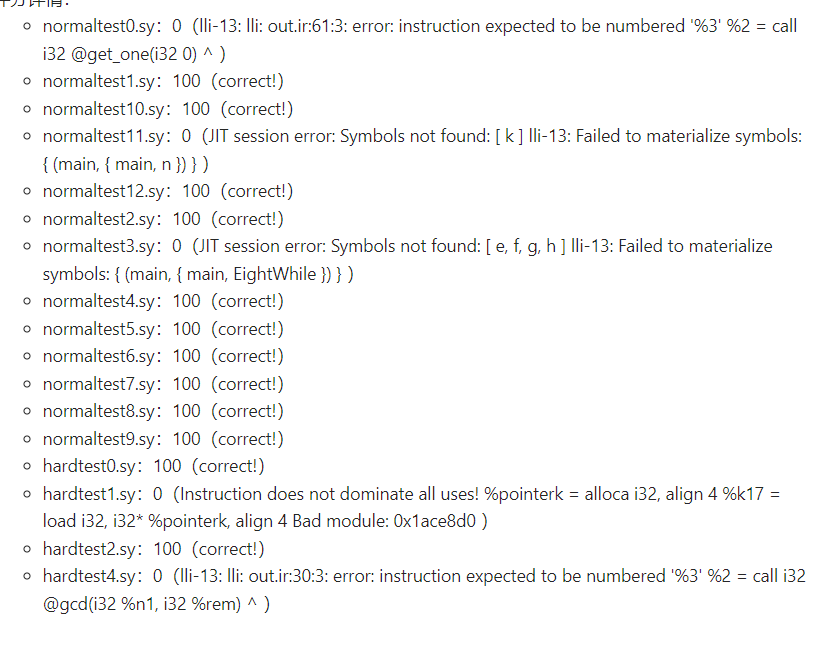 评分详情：
normaltest0.sy：0（lli-13: lli: out.ir:61:3: error: instruction expected to be numbered '%3' %2 = call
i32 @get_one(i32 0) ^ ）
normaltest1.sy：100（correct!）
normaltest10.sy：100（correct!）
normaltest11.sy：0（JIT session error: Symbols not found: [ k ] lli-13: Failed to materialize symbols:
{ (main, { main, n }) } ）
normaltest12.sy：100（correct!）
normaltest2.sy：100（correct!）
normaltest3.sy：0（JIT session error: Symbols not found: [ e, f, g, h ] lli-13: Failed to materialize
symbols: { (main, { main, EightWhile }) } ）
normaltest4.sy：100（correct!）
normaltest5.sy：100（correct!）
normaltest6.sy：100（correct!）
normaltest7.sy：100（correct!）
normaltest8.sy：100（correct!）
normaltest9.sy：100（correct!）
hardtest0.sy：100（correct!）
hardtest1.sy：0（Instruction does not dominate all uses! %pointerk = alloca i32, align 4 %k17 =
load i32, i32* %pointerk, align 4 Bad module: 0x1ace8d0 ）
hardtest2.sy：100（correct!）
hardtest4.sy：0（lli-13: lli: out.ir:30:3: error: instruction expected to be numbered '%3' %2 = call i32
@gcd(i32 %n1, i32 %rem) ^ ）